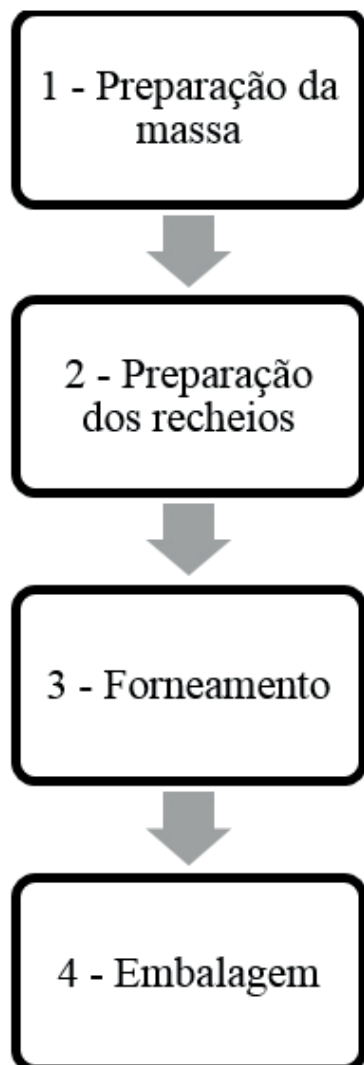 1 - Preparação da
massa
2 - Preparação
dos recheios
3 - Forneamento
4 - Embalagem